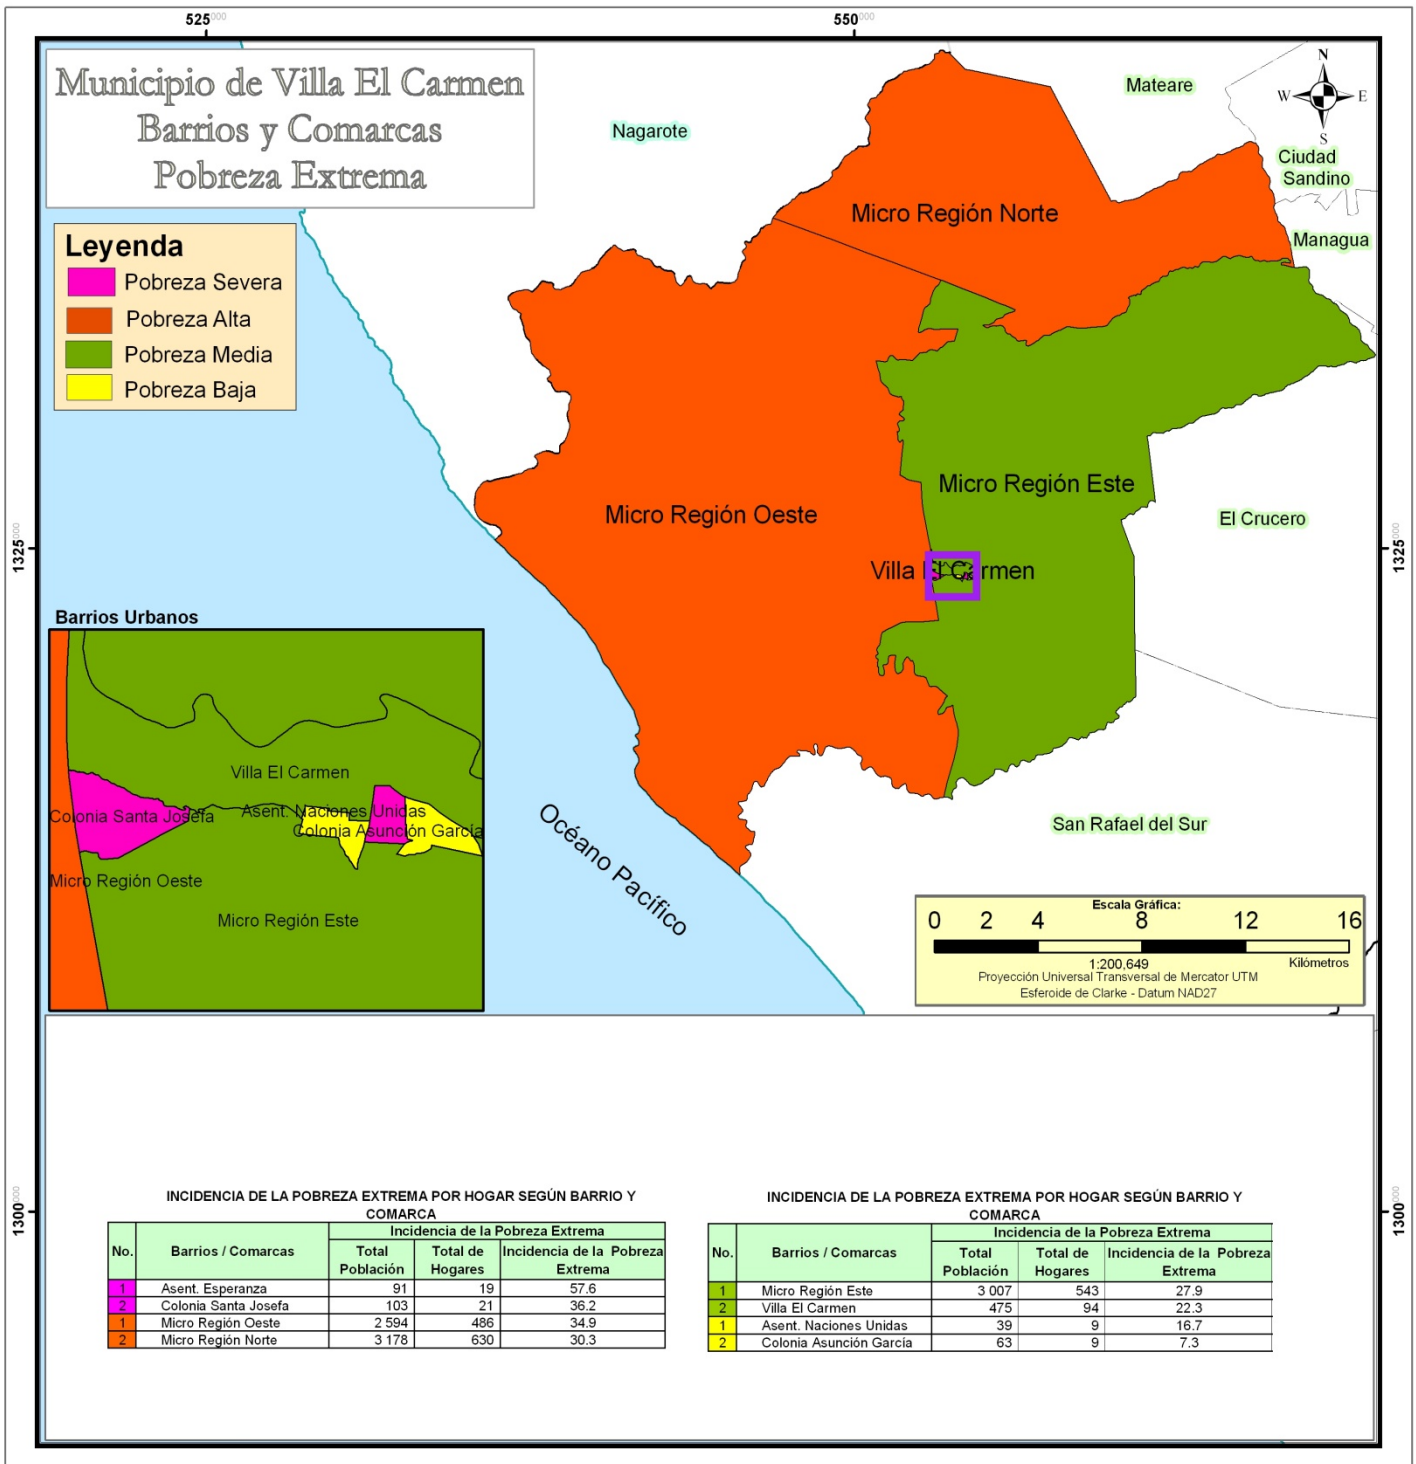 525000
550000
Municipio de Villa El Carmen
Barrios y Comarcas
Pobreza Extrema
Leyenda
Pobreza Severa
Pobreza Alta
Pobreza Media
Pobreza Baja
Nagarote
Mateare
N
W
E
S
Ciudad
Sandino
Managua
Micro Región Norte
Micro Región Este
Micro Región Oeste
El Crucero
Villa El Carmen
1325000
1325000
San Rafael del Sur
Océano Pacífico
Barrios Urbanos
Villa El Carmen
Colonia Santa Josefa
Asent. Naciones Unidas
Colonia Asunción García
Micro Región Oeste
Micro Región Este
Escala Gráfica:
0 2 4 8 12 16
1:200,649 Kilómetros
Proyección Universal Transversal de Mercator UTM
Esferoide de Clarke - Datum NAD27
1300000
1300000
INCIDENCIA DE LA POBREZA EXTREMA POR HOGAR SEGÚN BARRIO Y
COMARCA
Incidencia de la Pobreza Extrema
No. Barrios / Comarcas Total Población Total de Hogares Incidencia de la Pobreza Extrema
1 Asent. Esperanza 91 19 57.6
2 Colonia Santa Josefa 103 21 36.2
1 Micro Región Oeste 2 594 486 34.9
2 Micro Región Norte 3 178 630 30.3
INCIDENCIA DE LA POBREZA EXTREMA POR HOGAR SEGÚN BARRIO Y
COMARCA
Incidencia de la Pobreza Extrema
No. Barrios / Comarcas Total Población Total de Hogares Incidencia de la Pobreza Extrema
1 Micro Región Este 3 007 543 27.9
2 Villa El Carmen 475 94 22.3
1 Asent. Naciones Unidas 39 9 16.7
2 Colonia Asunción García 63 9 7.3